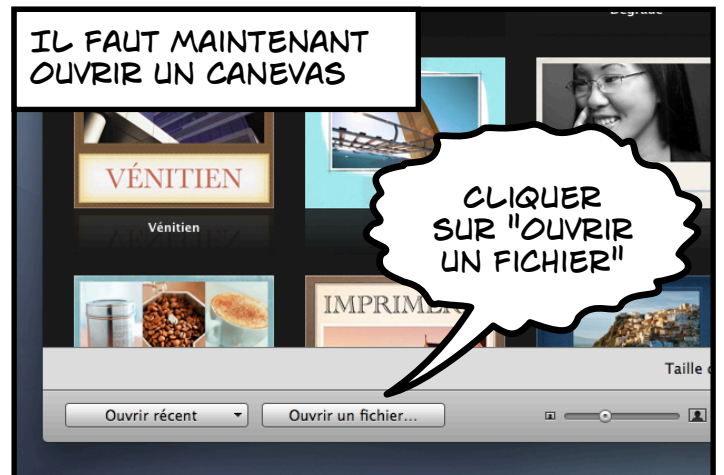 IL FAUT MAINTENANT
OUVRIR UN CANEVAS
Dégradé
VÉNITIEN
Vénitien
CLIQUER
SUR "OUVRIR
UN FICHIER"
Taille
Ouvrir récent
Ouvrir un fichier...